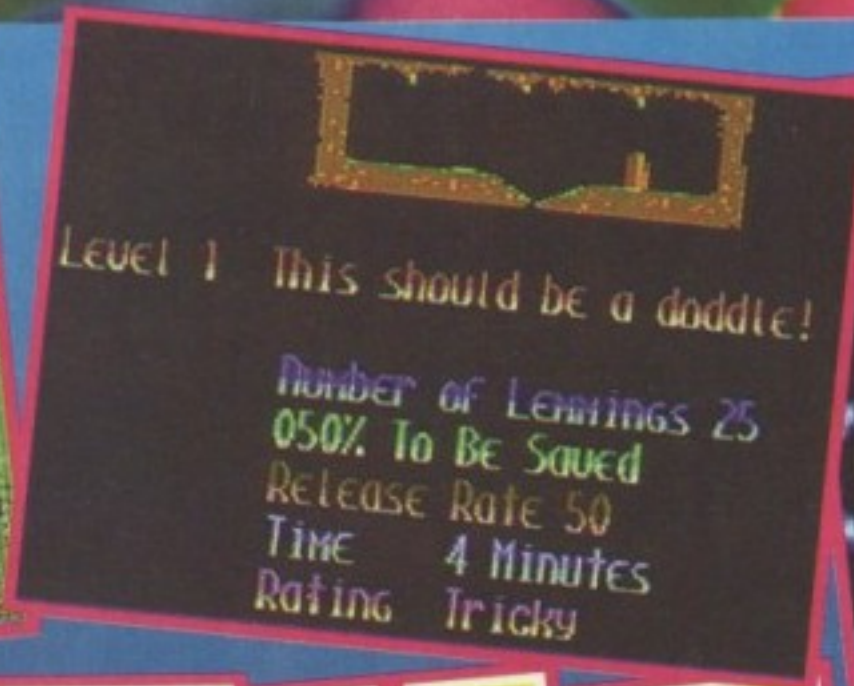 Level 1 This should be a doddle!
Number of Lemmings 25
050% To Be Saved
Release Rate 50
Time 4 Minutes
Rating Tricky